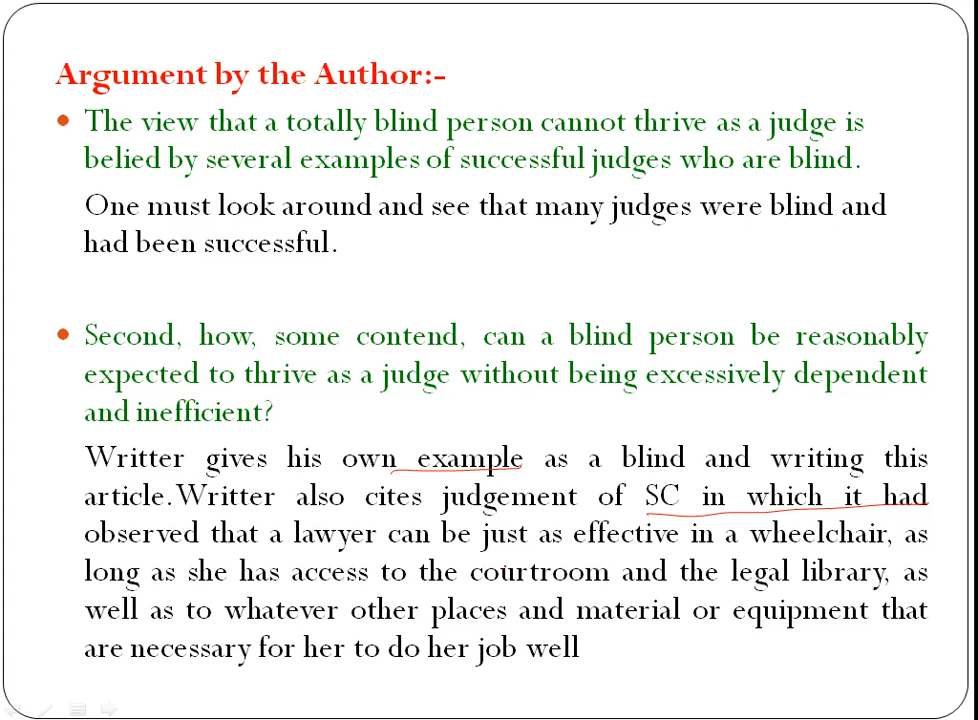 Argument by the Author:-
• The view that a totally blind person cannot thrive as a judge is
belied by several examples of successful judges who are blind.
One must look around and see that many judges were blind and
had been successful.
• Second, how, some contend, can a blind person be reasonably
expected to thrive as a judge without being excessively dependent
and inefficient?
Writter gives his own example as a blind and writing this
article.Writter also cites judgement of SC in which it had
observed that a lawyer can be just as effective in a wheelchair, as
long as she has access to the courtroom and the legal library, as
well as to whatever other places and material or equipment that
are necessary for her to do her job well